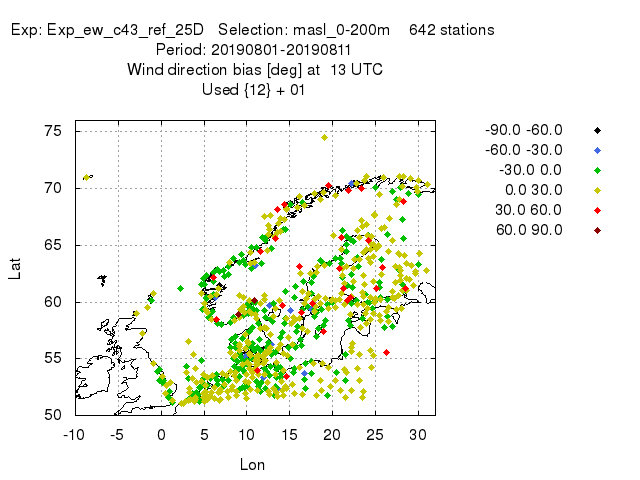 Exp: Exp_ew_c43_ref_25D Selection: masl_0-200m 642 stations
Period: 20190801-20190811
Wind direction bias [deg] at 13 UTC
Used {12} + 01
75
70
65
60
55
50
-10 -5 0 5 10 15 20 25 30
Lat
Lon
-90.0 -60.0
-60.0 -30.0
-30.0 0.0
0.0 30.0
30.0 60.0
60.0 90.0